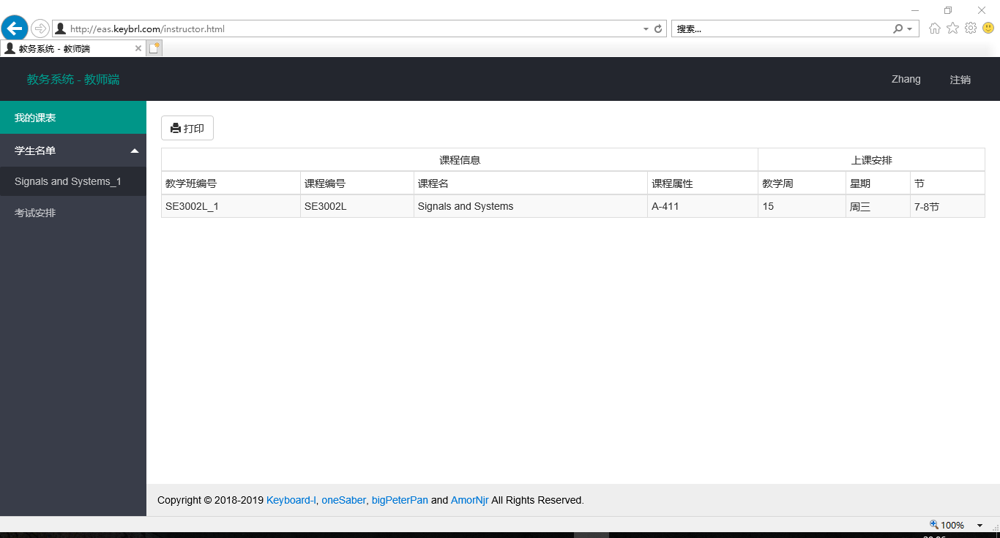 http://eas.keybrl.com/instructor.html
搜索...
教务系统 - 教师端
教务系统 - 教师端
Zhang
注销
我的课表
学生名单
Signals and Systems_1
考试安排
打印
课程信息 上课安排
教学班编号 课程编号 课程名 课程属性 教学周 星期 节
SE3002L_1 SE3002L Signals and Systems A-411 15 周三 7-8节
Copyright © 2018-2019 Keyboard-l, oneSaber, bigPeterPan and AmorNjr All Rights Reserved.
100%